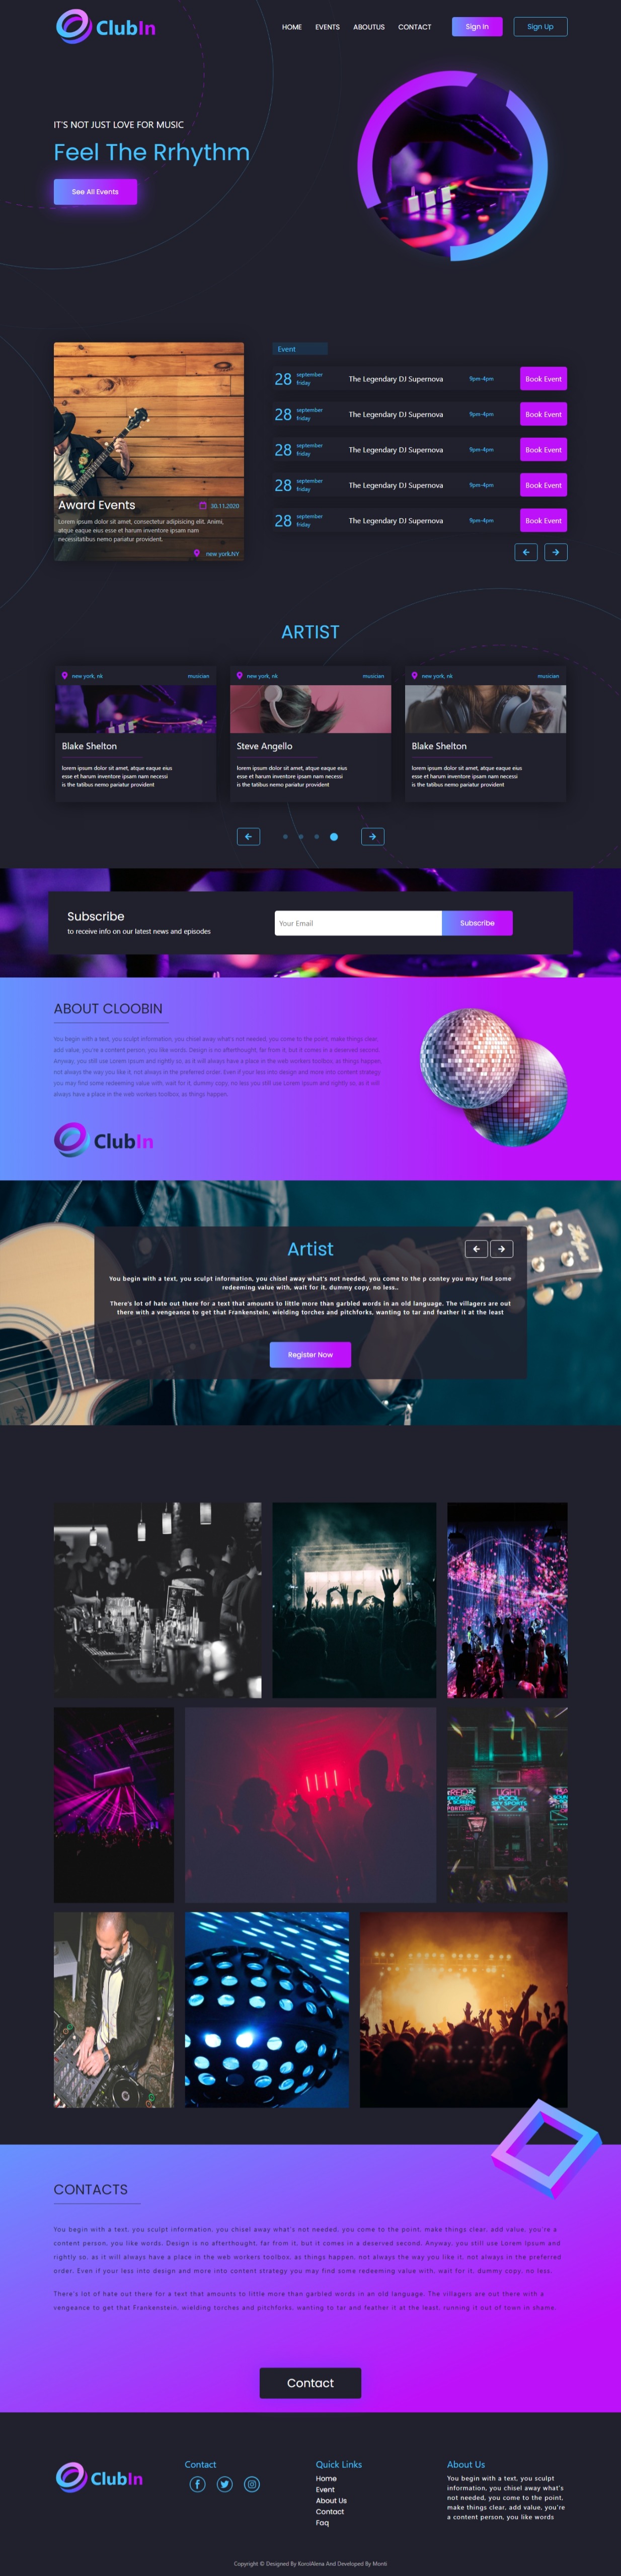 ClubIn
HOME EVENTS ABOUTUS CONTACT Sign In Sign Up
IT'S NOT JUST LOVE FOR MUSIC
Feel The Rrhythm
See All Events
Award Events
30.11.2020
Lorem ipsum dolor sit amet, consectetur adipisicing elit. Animi,
atque eaque eius esse et harum inventore ipsam nam
necessitatibus nemo pariatur provident.
new york,NY
Event
28 september friday The Legendary DJ Supernova 9pm-4pm Book Event
28 september friday The Legendary DJ Supernova 9pm-4pm Book Event
28 september friday The Legendary DJ Supernova 9pm-4pm Book Event
28 september friday The Legendary DJ Supernova 9pm-4pm Book Event
28 september friday The Legendary DJ Supernova 9pm-4pm Book Event
ARTIST
new york, nk musician
Blake Shelton
lorem ipsum dolor sit amet, atque eaque eius
esse et harum inventore ipsam nam necessi
is the tatibus nemo pariatur provident
new york, nk musician
Steve Angello
lorem ipsum dolor sit amet, atque eaque eius
esse et harum inventore ipsam nam necessi
is the tatibus nemo pariatur provident
new york, nk musician
Blake Shelton
lorem ipsum dolor sit amet, atque eaque eius
esse et harum inventore ipsam nam necessi
is the tatibus nemo pariatur provident
Subscribe
to receive info on our latest news and episodes
Your Email
Subscribe
ABOUT CLOOBIN
You begin with a text, you sculpt information, you chisel away what's not needed, you come to the point, make things clear,
add value, you're a content person, you like words. Design is no afterthought, far from it, but it comes in a deserved second.
Anyway, you still use Lorem Ipsum and rightly so, as it will always have a place in the web workers toolbox, as things happen,
not always the way you like it, not always in the preferred order. Even if your less into design and more into content strategy
you may find some redeeming value with, wait for it, dummy copy, no less you still use Lorem Ipsum and rightly so, as it will
always have a place in the web workers toolbox, as things happen.
ClubIn
Artist
You begin with a text, you sculpt information, you chisel away what's not needed, you come to the p contey you may find some
redeeming value with, wait for it, dummy copy, no less..
There's lot of hate out there for a text that amounts to little more than garbled words in an old language. The villagers are out
there with a vengeance to get that Frankenstein, wielding torches and pitchforks, wanting to tar and feather it at the least
Register Now
LIGHT
POOL
SKY SPORTS
CONTACTS
You begin with a text, you sculpt information, you chisel away what's not needed, you come to the point, make things clear, add value, you're a
content person, you like words. Design is no afterthought, far from it, but it comes in a deserved second. Anyway, you still use Lorem Ipsum and
rightly so, as it will always have a place in the web workers toolbox, as things happen, not always the way you like it, not always in the preferred
order. Even if your less into design and more into content strategy you may find some redeeming value with, wait for it, dummy copy, no less.
There's lot of hate out there for a text that amounts to little more than garbled words in an old language. The villagers are out there with a
vengeance to get that Frankenstein, wielding torches and pitchforks, wanting to tar and feather it at the least, running it out of town in shame.
Contact
ClubIn
Contact
Quick Links
Home
Event
About Us
Contact
Faq
About Us
You begin with a text, you sculpt
information, you chisel away what's
not needed, you come to the point,
make things clear, add value, you're
a content person, you like words
Copyright © Designed By KorolAlena And Developed By Monti